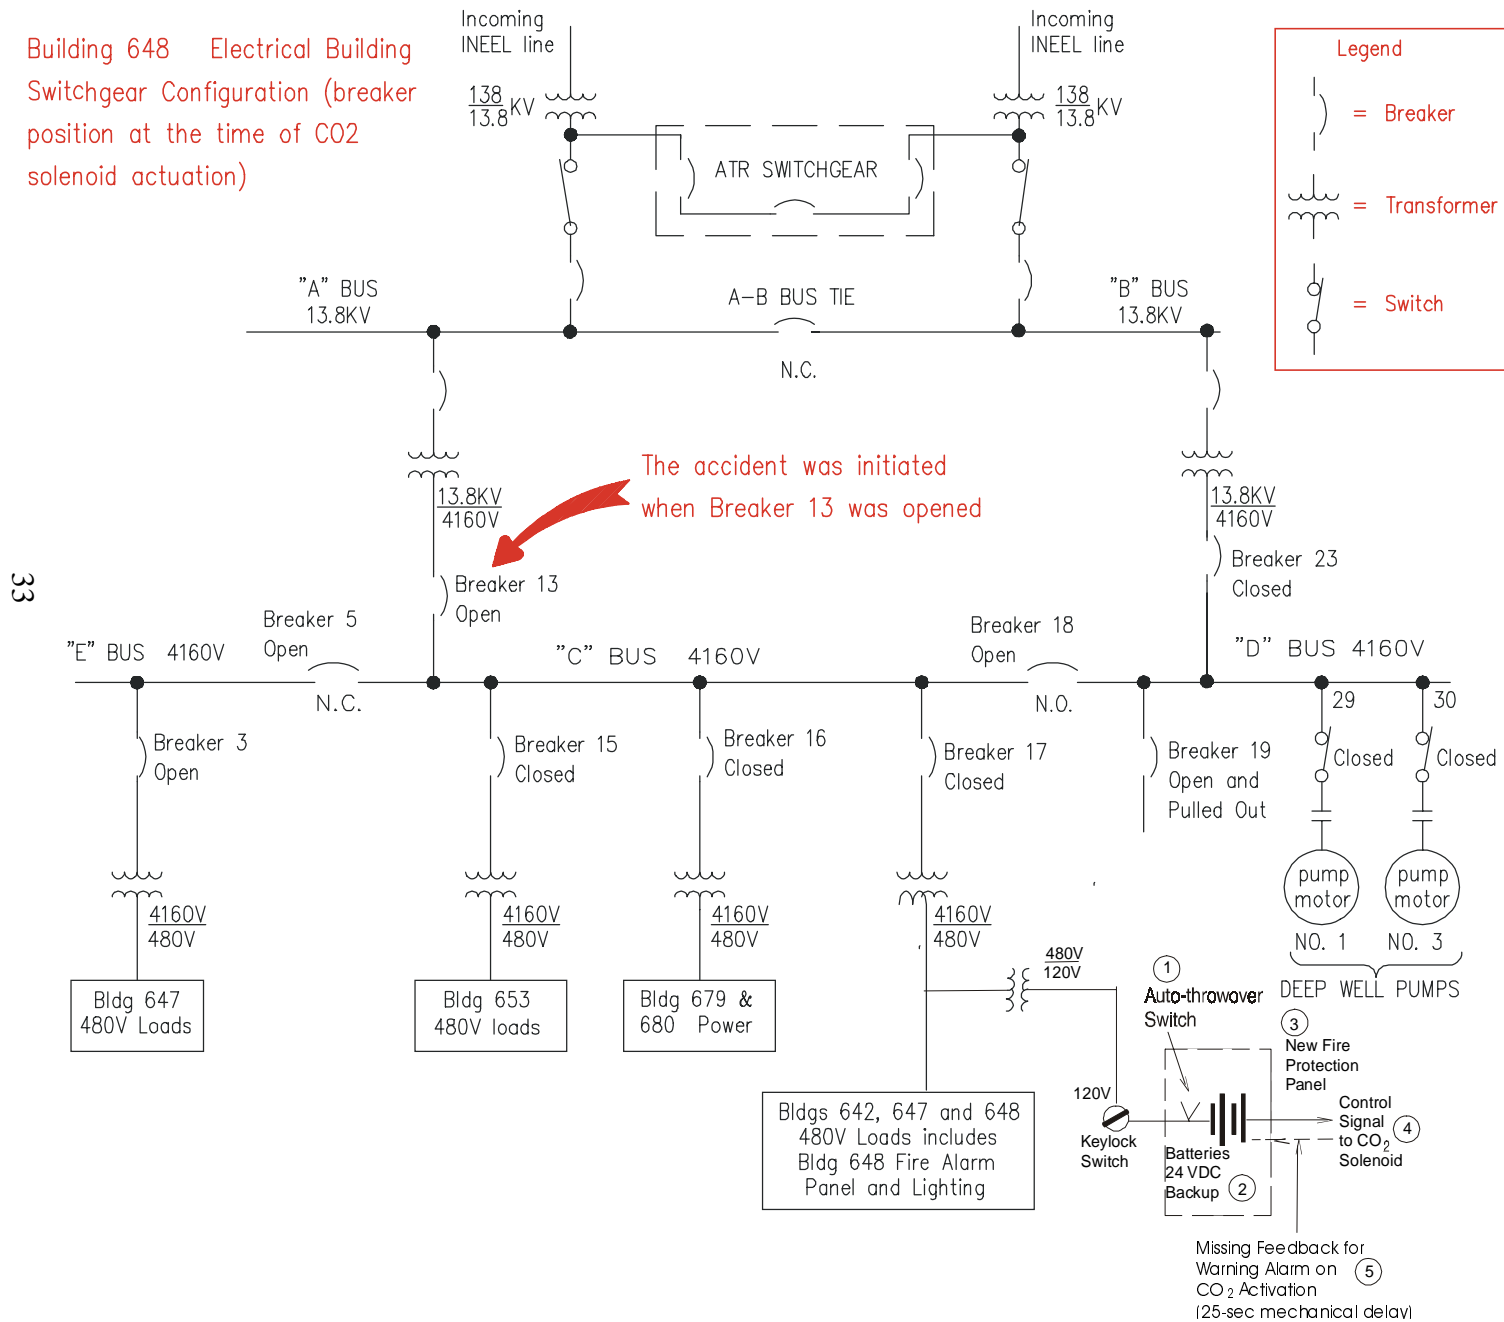 Building 648 Electrical Building
Switchgear Configuration (breaker
position at the time of CO2
solenoid actuation)
Incoming
INEEL line
138
13.8 KV
Incoming
INEEL line
138
13.8 KV
Legend
= Breaker
= Transformer
= Switch
ATR SWITCHGEAR
"A" BUS
13.8KV
A-B BUS TIE
N.C.
"B" BUS
13.8KV
The accident was initiated
when Breaker 13 was opened
13.8KV
4160V
13.8KV
4160V
Breaker 13
Open
Breaker 23
Closed
33
"E" BUS 4160V
Breaker 5
Open
N.C.
"C" BUS 4160V
Breaker 18
Open
N.O.
"D" BUS 4160V
29
30
Breaker 3
Open
Breaker 15
Closed
Breaker 16
Closed
Breaker 17
Closed
Breaker 19
Open and
Pulled Out
Closed
Closed
4160V
480V
4160V
480V
4160V
480V
4160V
480V
pump
motor
pump
motor
NO. 1
NO. 3
DEEP WELL PUMPS
Bldg 647
480V Loads
Bldg 653
480V loads
Bldg 679 &
680 Power
480V
120V
1
Auto-throwover
Switch
3
New Fire
Protection
Panel
Bldgs 642, 647 and 648
480V Loads includes
Bldg 648 Fire Alarm
Panel and Lighting
120V
Keylock
Switch
Batteries
24 VDC
Backup 2
Control
Signal 4
to CO2
Solenoid
Missing Feedback for
Warning Alarm on 5
CO2 Activation
(25-sec mechanical delay)